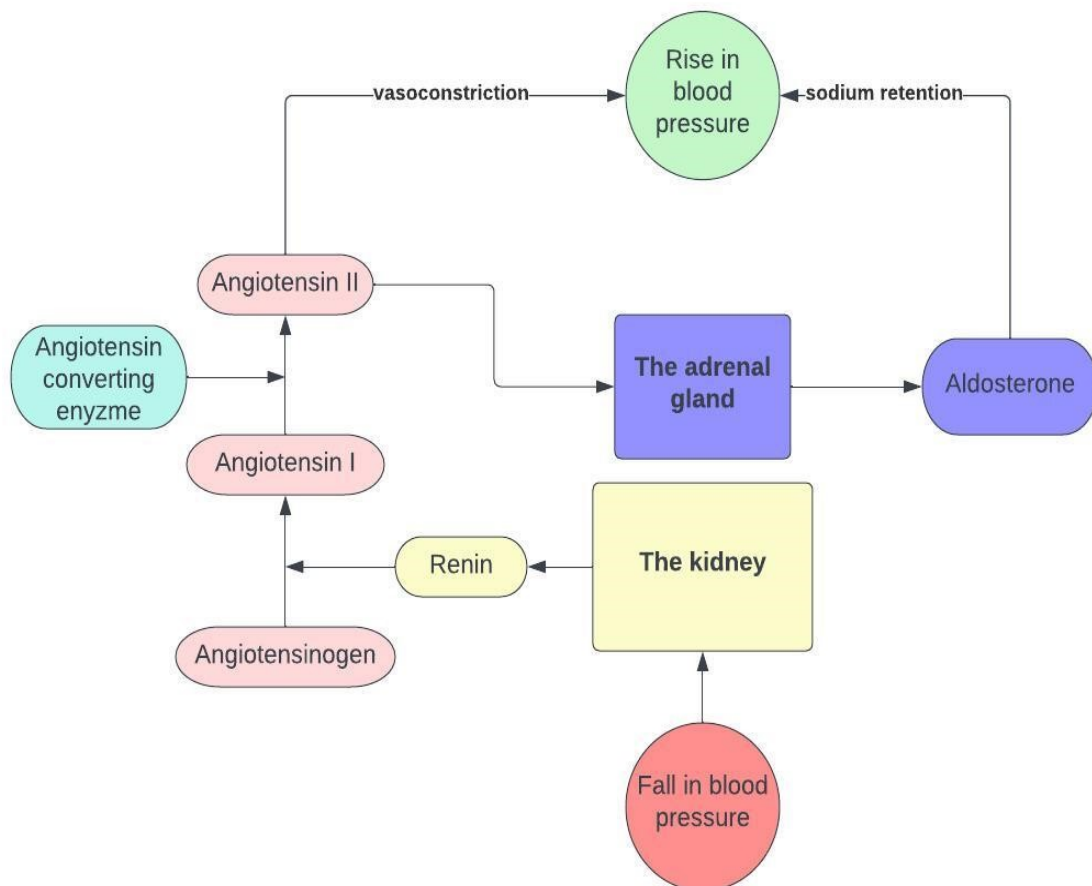 Rise in
blood
pressure
vasoconstriction
sodium retention
Angiotensin II
Angiotensin
converting
enyzme
The adrenal
gland
Aldosterone
Angiotensin I
Renin
The kidney
Angiotensinogen
Fall in blood
pressure